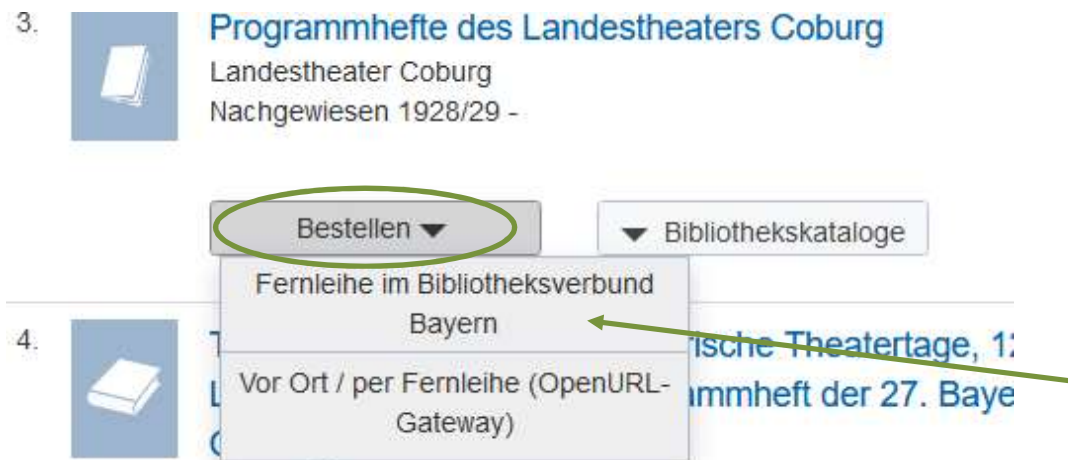 3.
Programmhefte des Landestheaters Coburg
Landestheater Coburg
Nachgewiesen 1928/29 -
Bestellen
Bibliothekskataloge
Fernleihe im Bibliotheksverbund
Bayern
4.
rische Theatertage,
Vor Ort / per Fernleihe (OpenURL-
Gateway)
ammheft der 27. Baye